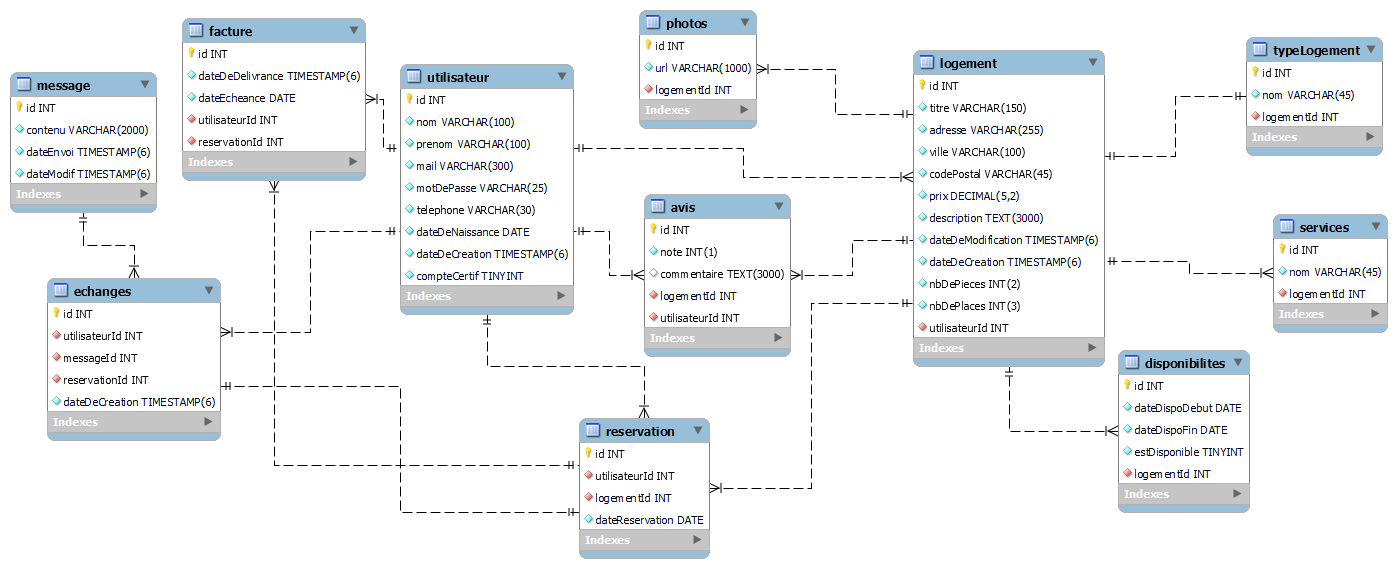 message
id INT
contenu VARCHAR(2000)
dateEnvoi TIMESTAMP(6)
dateModif TIMESTAMP(6)
Indexes
facture
id INT
dateDeDelivrance TIMESTAMP(6)
dateEcheance DATE
utilisateurId INT
reservationId INT
Indexes
utilisateur
id INT
nom VARCHAR(100)
prenom VARCHAR(100)
mail VARCHAR(300)
motDePasse VARCHAR(25)
telephone VARCHAR(30)
dateDeNaissance DATE
dateDeCreation TIMESTAMP(6)
compteCertif TINYINT
Indexes
photos
id INT
url VARCHAR(1000)
logementId INT
Indexes
logement
id INT
titre VARCHAR(150)
adresse VARCHAR(255)
ville VARCHAR(100)
codePostal VARCHAR(45)
prix DECIMAL(5,2)
description TEXT(3000)
dateDeModification TIMESTAMP(6)
dateDeCreation TIMESTAMP(6)
nbDePieces INT(2)
nbDePlaces INT(3)
utilisateurId INT
Indexes
typeLogement
id INT
nom VARCHAR(45)
logementId INT
Indexes
avis
id INT
note INT(1)
commentaire TEXT(3000)
logementId INT
utilisateurId INT
Indexes
services
id INT
nom VARCHAR(45)
logementId INT
Indexes
echanges
id INT
utilisateurId INT
messageId INT
reservationId INT
dateDeCreation TIMESTAMP(6)
Indexes
reservation
id INT
utilisateurId INT
logementId INT
dateReservation DATE
Indexes
disponibilites
id INT
dateDispoDebut DATE
dateDispoFin DATE
estDisponible TINYINT
logementId INT
Indexes